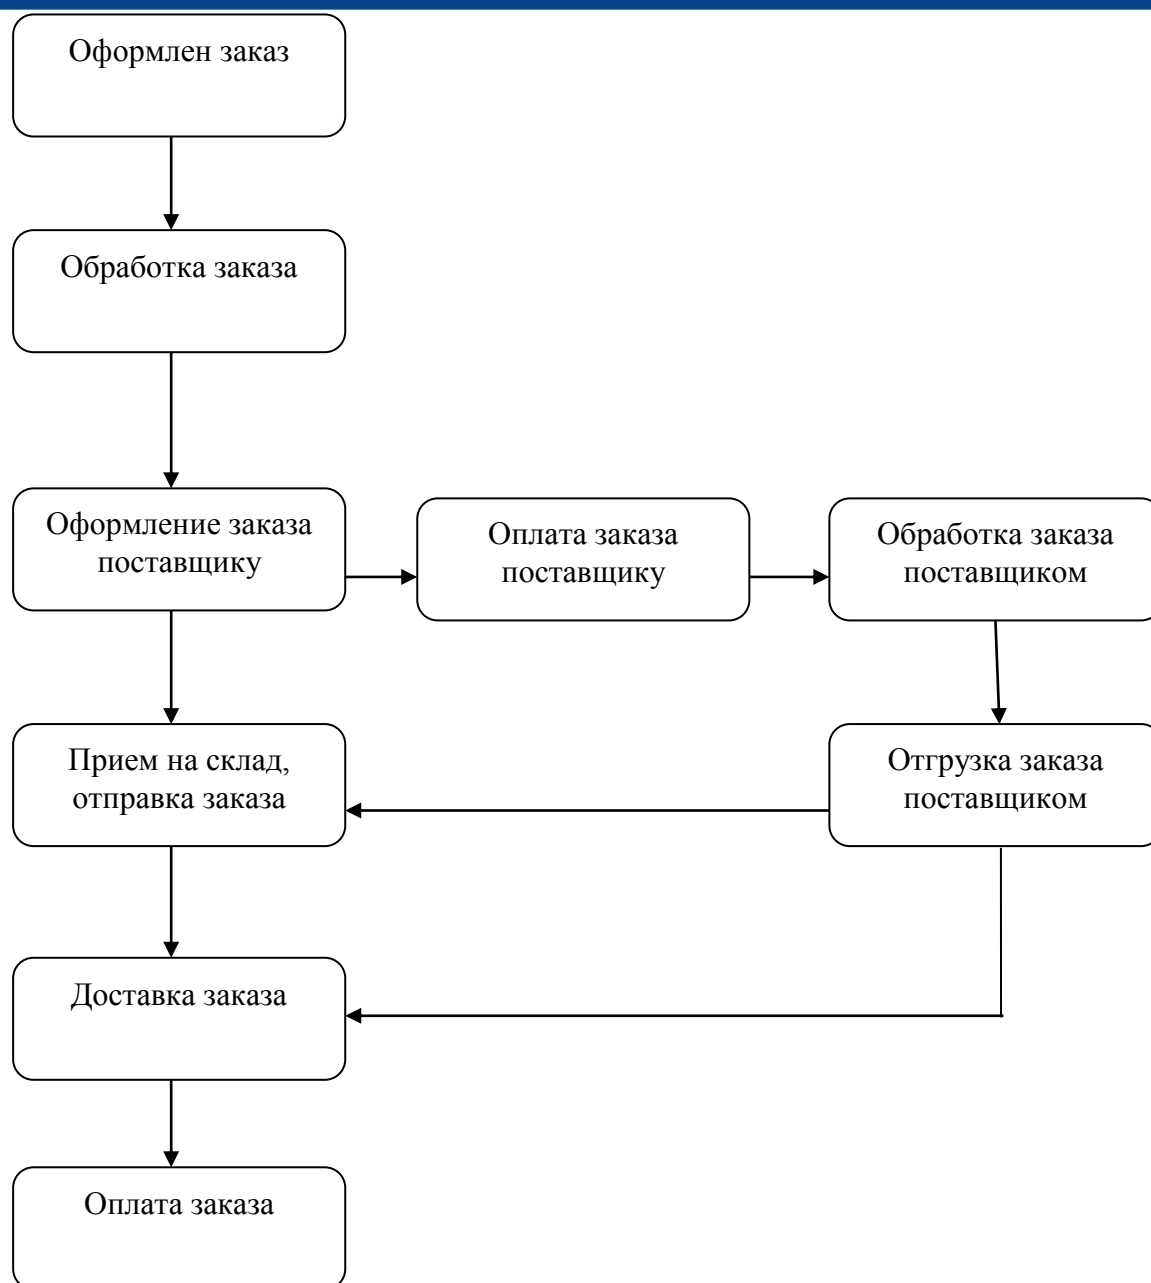 Оформлен заказ
Обработка заказа
Оформление заказа
поставщику
Оплата заказа
поставщику
Обработка заказа
поставщиком
Прием на склад,
отправка заказа
Отгрузка заказа
поставщиком
Доставка заказа
Оплата заказа